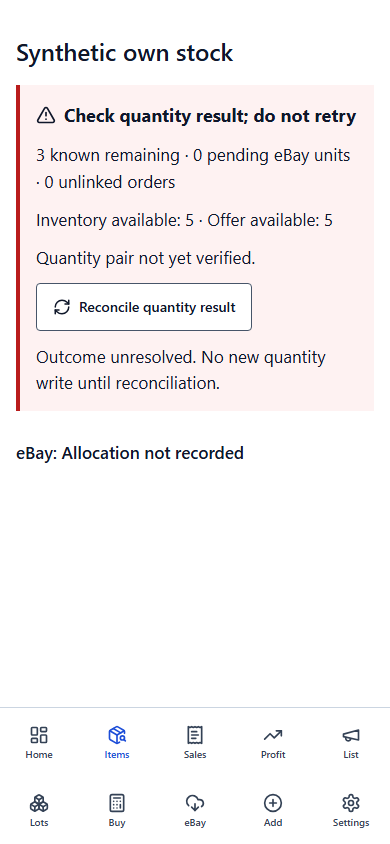 Synthetic own stock
Check quantity result; do not retry
3 known remaining · 0 pending eBay units
· 0 unlinked orders
Inventory available: 5 · Offer available: 5
Quantity pair not yet verified.
Reconcile quantity result
Outcome unresolved. No new quantity
write until reconciliation.
eBay: Allocation not recorded
Home Items Sales Profit List
Lots Buy eBay Add Settings